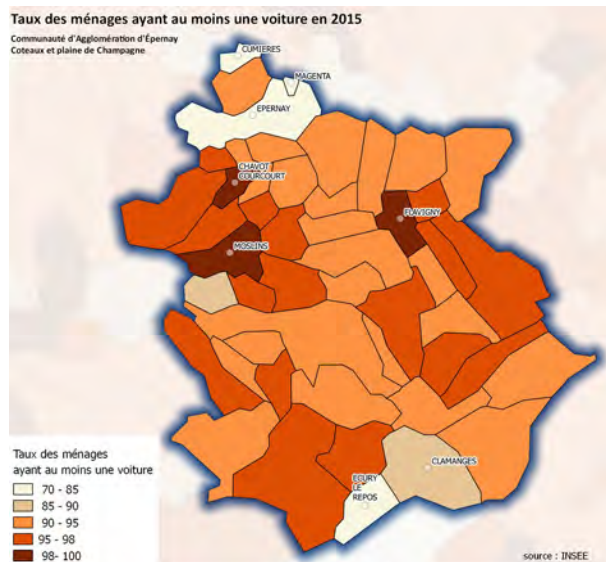 Taux des ménages ayant au moins une voiture en 2015
Communauté d'Agglomération d'Épernay
Coteaux et plaine de Champagne
CUMIERES
MAGENTA
EPERNAY
CHAVOT
COURCOURT
FLAVIGNY
MOSLINS
CLAMANGES
ECURY
LE
REPOS
Taux des ménages
ayant au moins une voiture
70 - 85
85 - 90
90 - 95
95 - 98
98- 100
source : INSEE